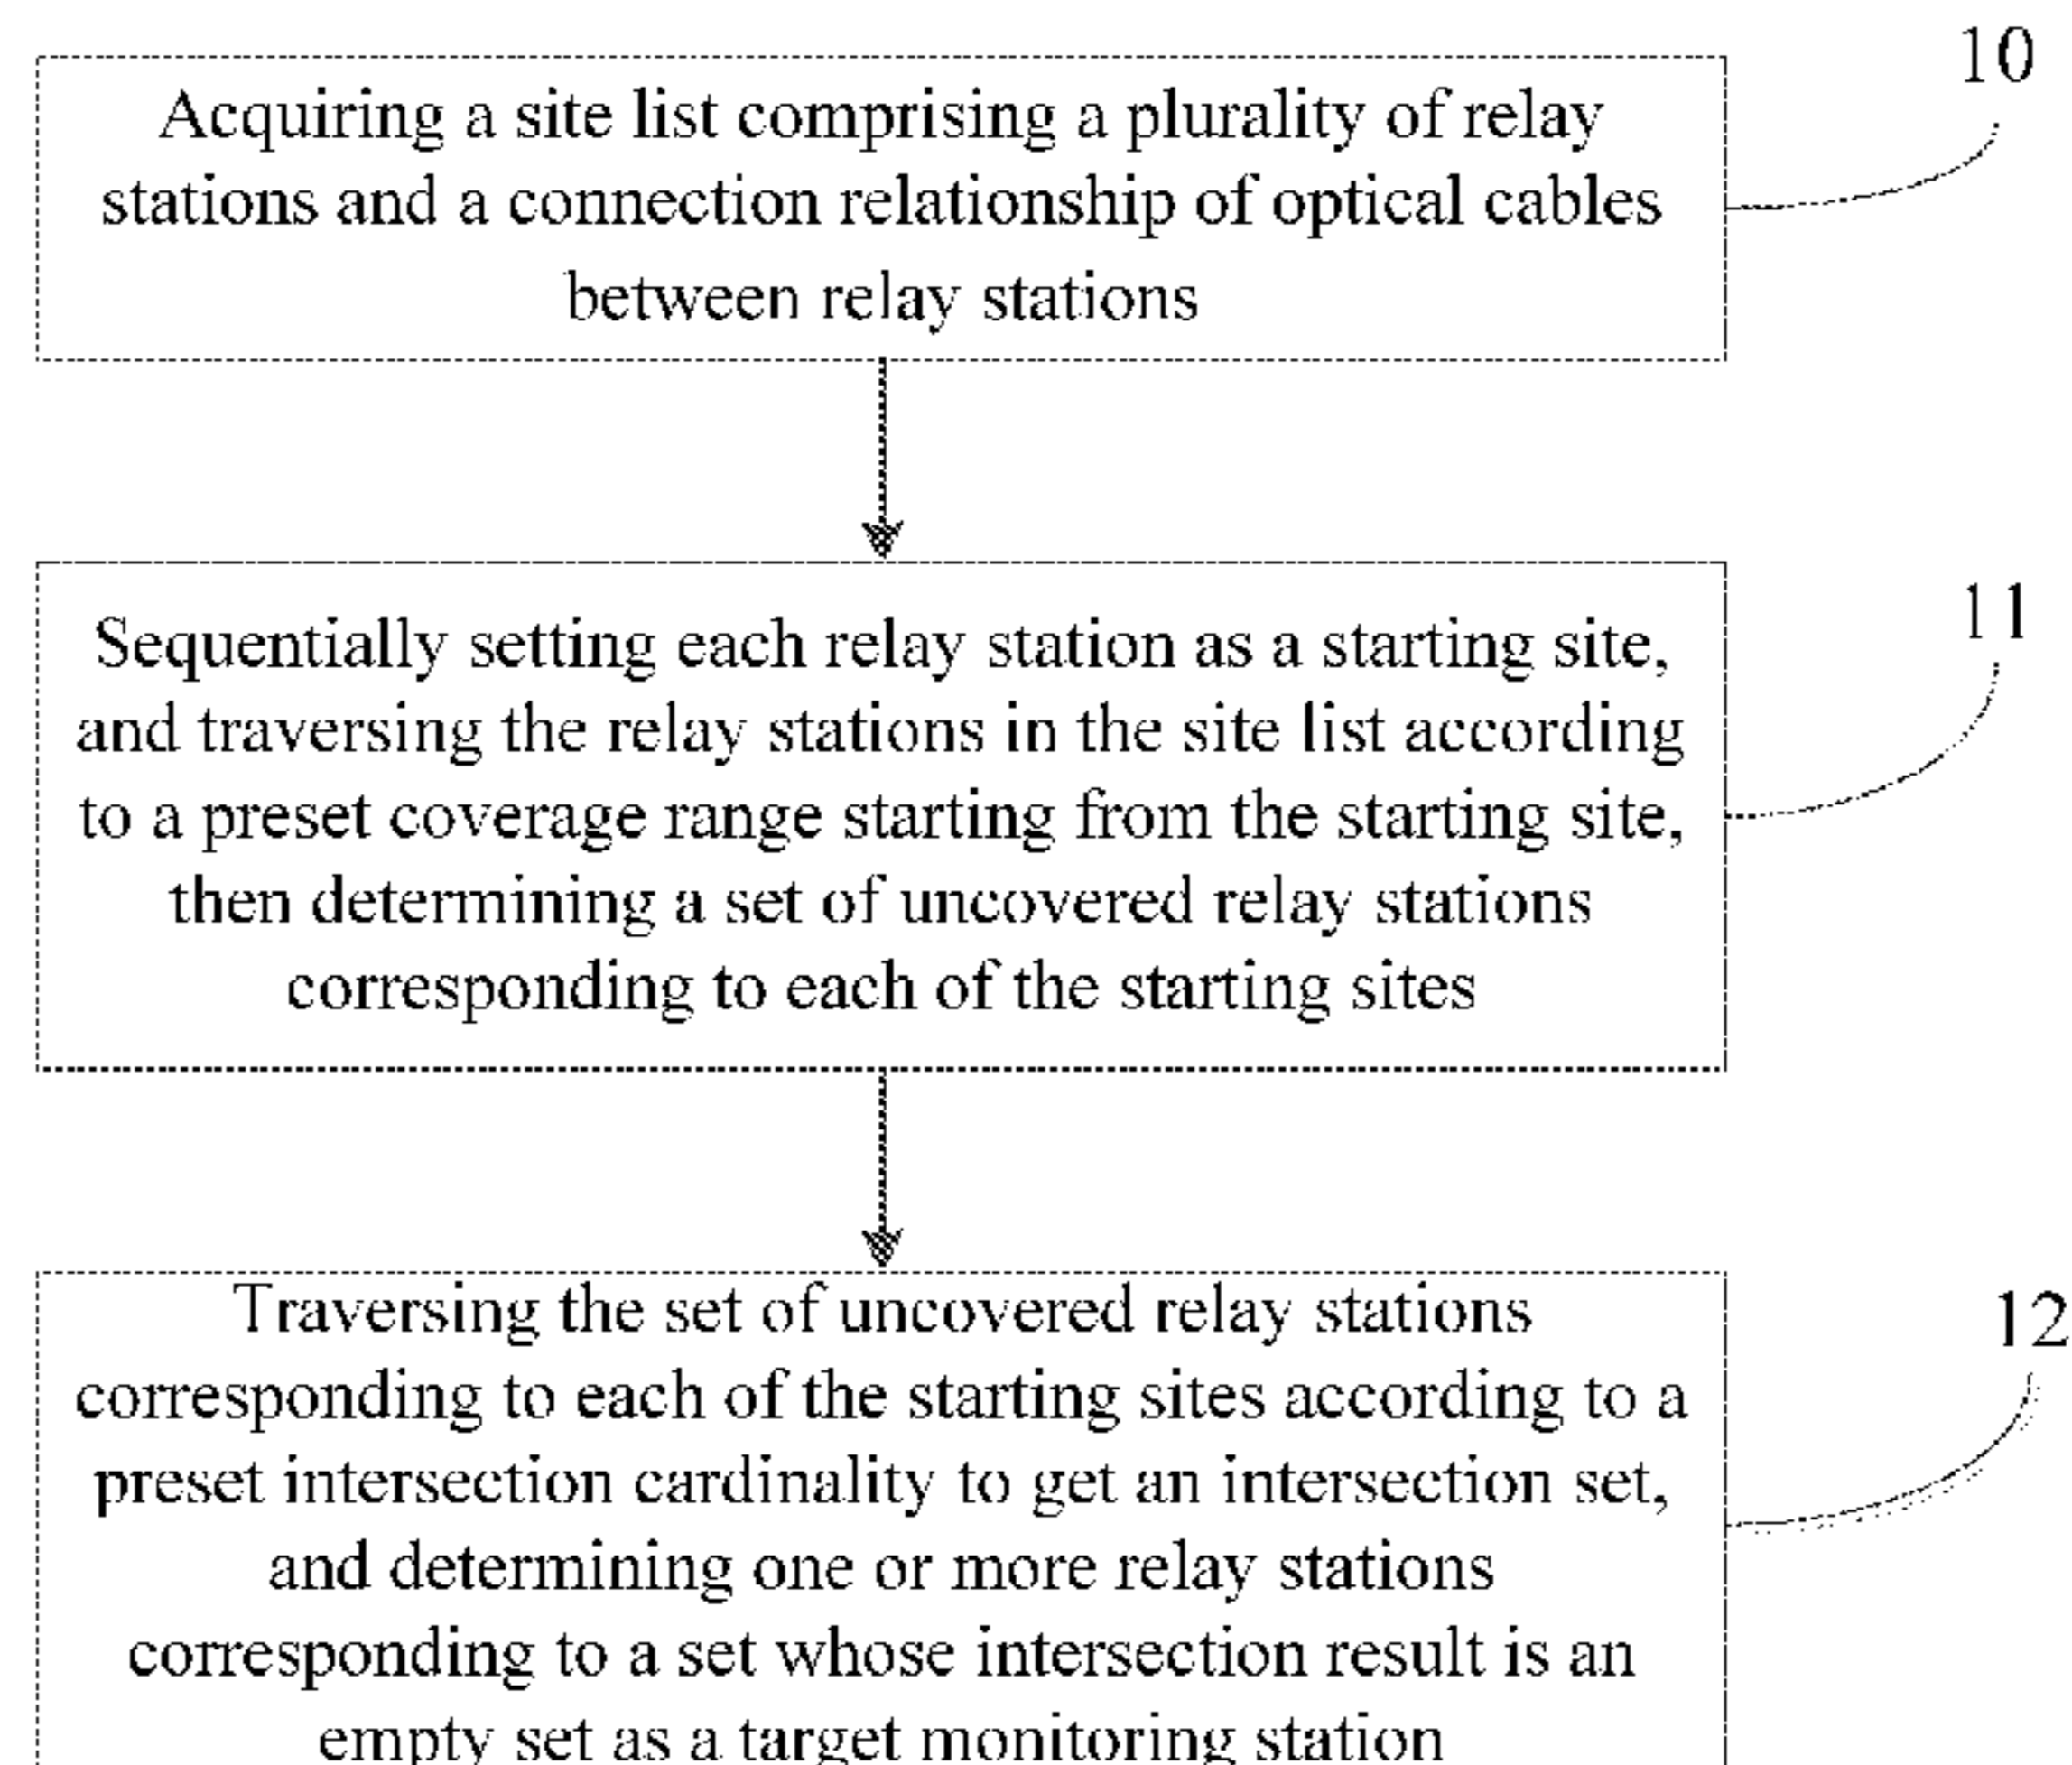 10
Acquiring a site list comprising a plurality of relay
stations and a connection relationship of optical cables
between relay stations
11
Sequentially setting each relay station as a starting site,
and traversing the relay stations in the site list according
to a preset coverage range starting from the starting site,
then determining a set of uncovered relay stations
corresponding to each of the starting sites
12
Traversing the set of uncovered relay stations
corresponding to each of the starting sites according to a
preset intersection cardinality to get an intersection set,
and determining one or more relay stations
corresponding to a set whose intersection result is an
empty set as a target monitoring station